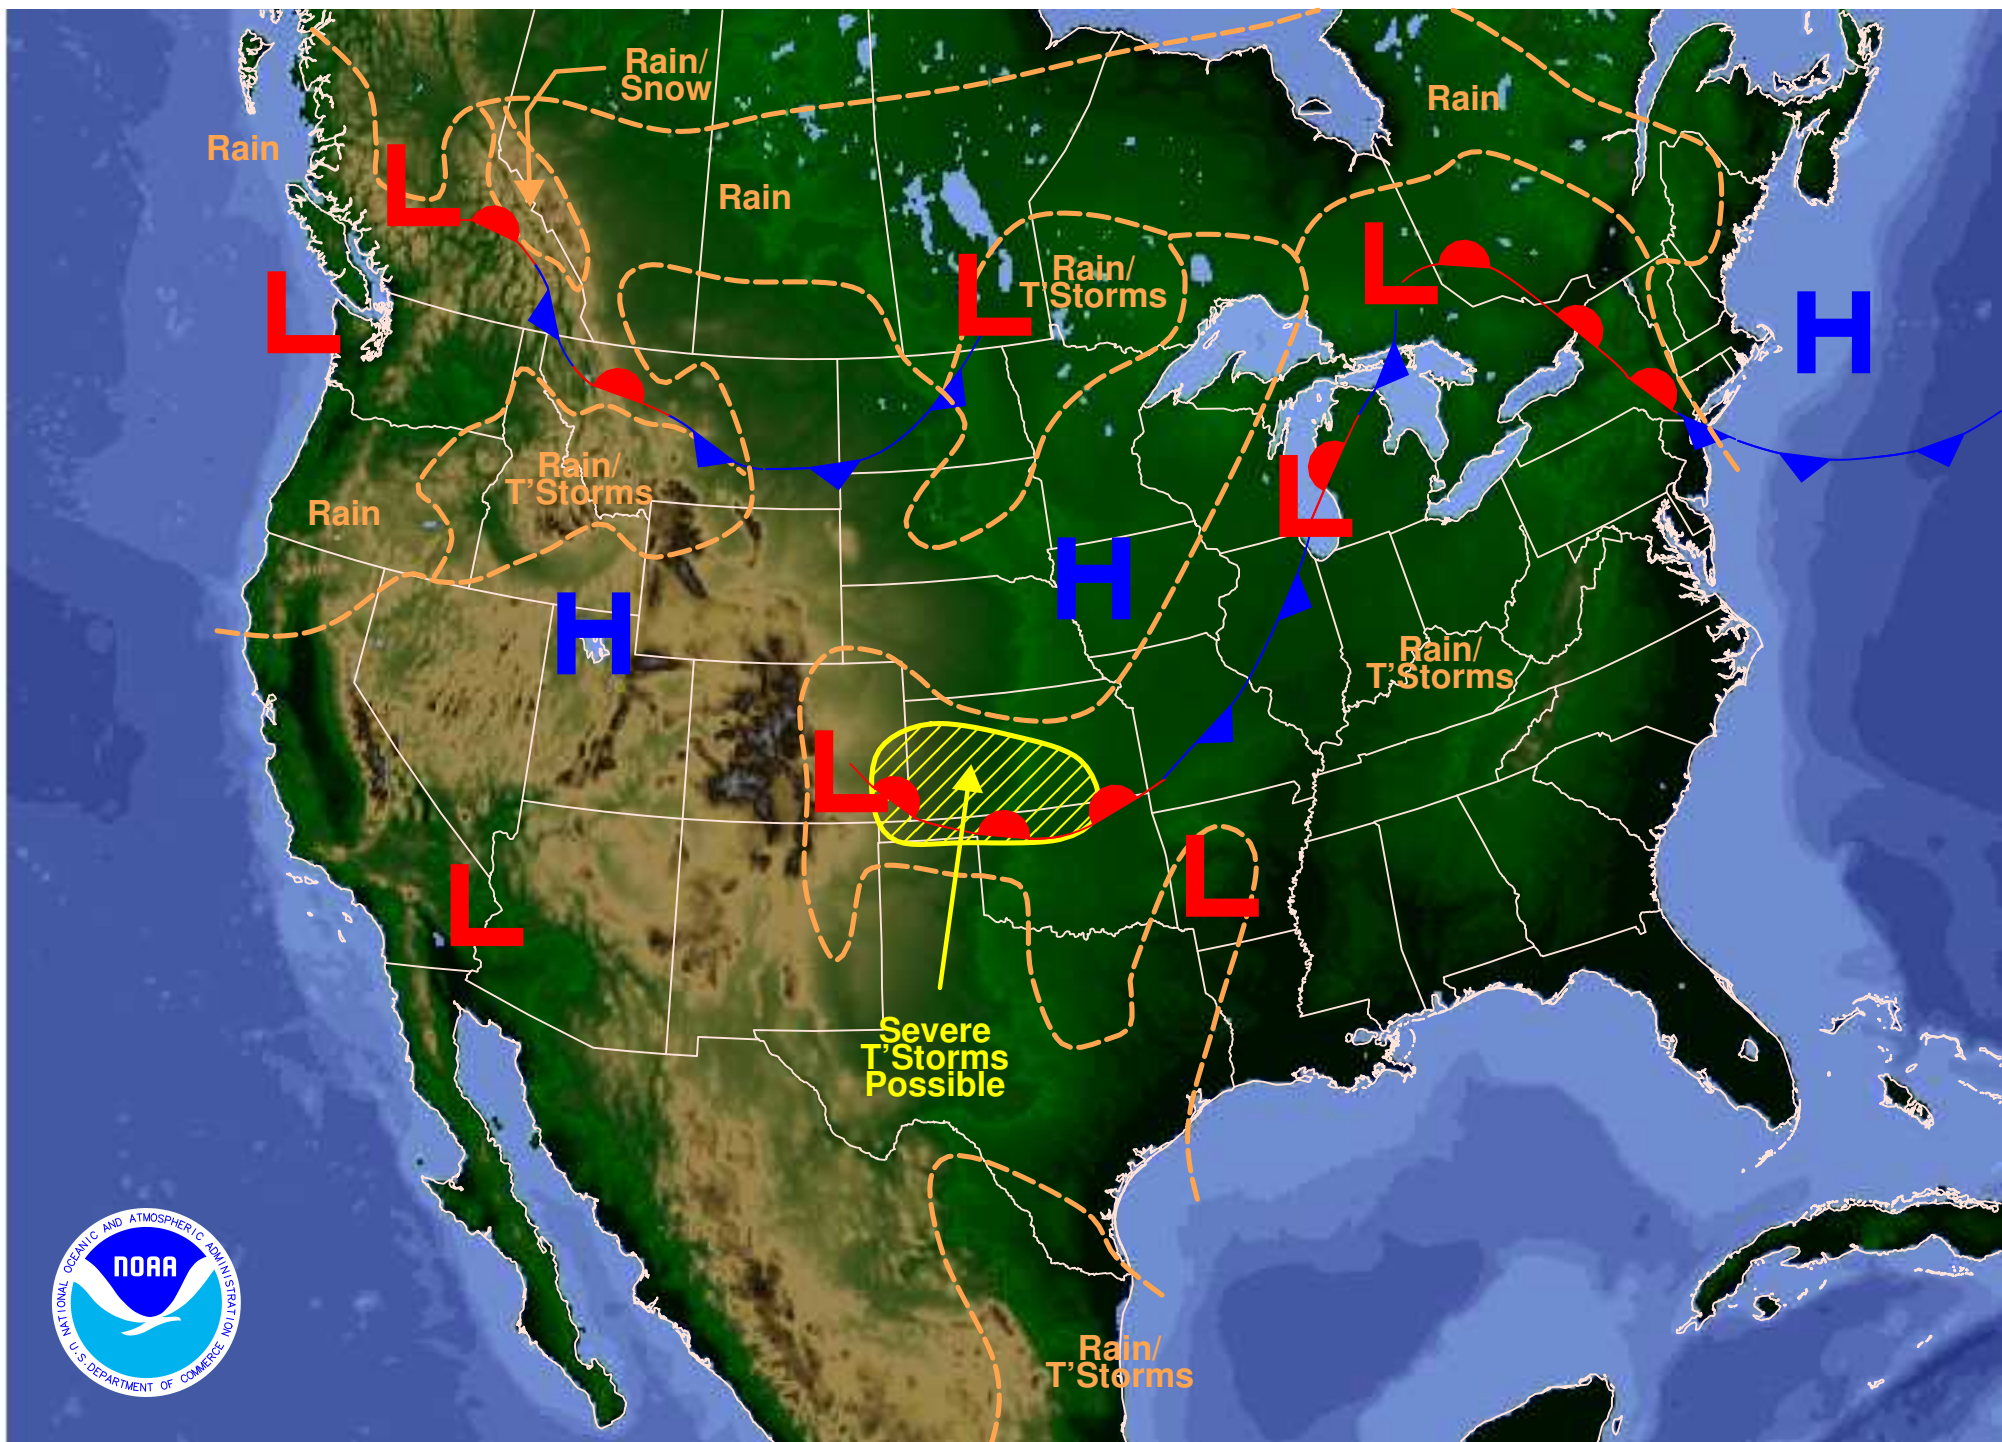 Rain/
Snow
Rain
Rain
L
Rain
L
L
Rain/
T'Storms
L
H
Rain/
T'Storms
L
Rain
H
H
Rain/
T'Storms
L
L
L
Severe
T'Storms
Possible
NATIONAL OCEANIC AND ATMOSPHERIC ADMINISTRATION
NOAA
U.S. DEPARTMENT OF COMMERCE
Rain/
T'Storms